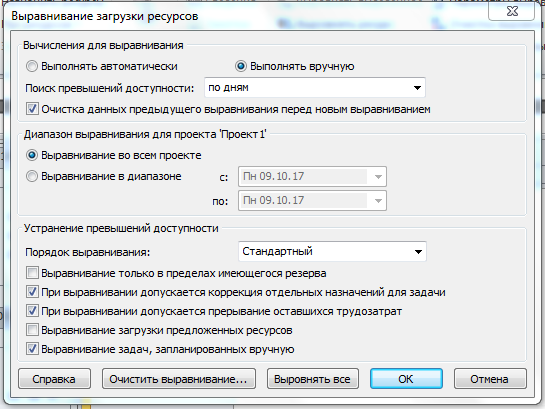 Выравнивание загрузки ресурсов
Вычисления для выравнивания
Выполнять автоматически Выполнять вручную
Поиск превышений доступности: по дням
Очистка данных предыдущего выравнивания перед новым выравниванием
Диапазон выравнивания для проекта 'Проект1'
Выравнивание во всем проекте
Выравнивание в диапазоне с: Пн 09.10.17
по: Пн 09.10.17
Устранение превышений доступности
Порядок выравнивания: Стандартный
Выравнивание только в пределах имеющегося резерва
При выравнивании допускается коррекция отдельных назначений для задачи
При выравнивании допускается прерывание оставшихся трудозатрат
Выравнивание загрузки предложенных ресурсов
Выравнивание задач, запланированных вручную
Справка Очистить выравнивание... Выровнять все ОК Отмена